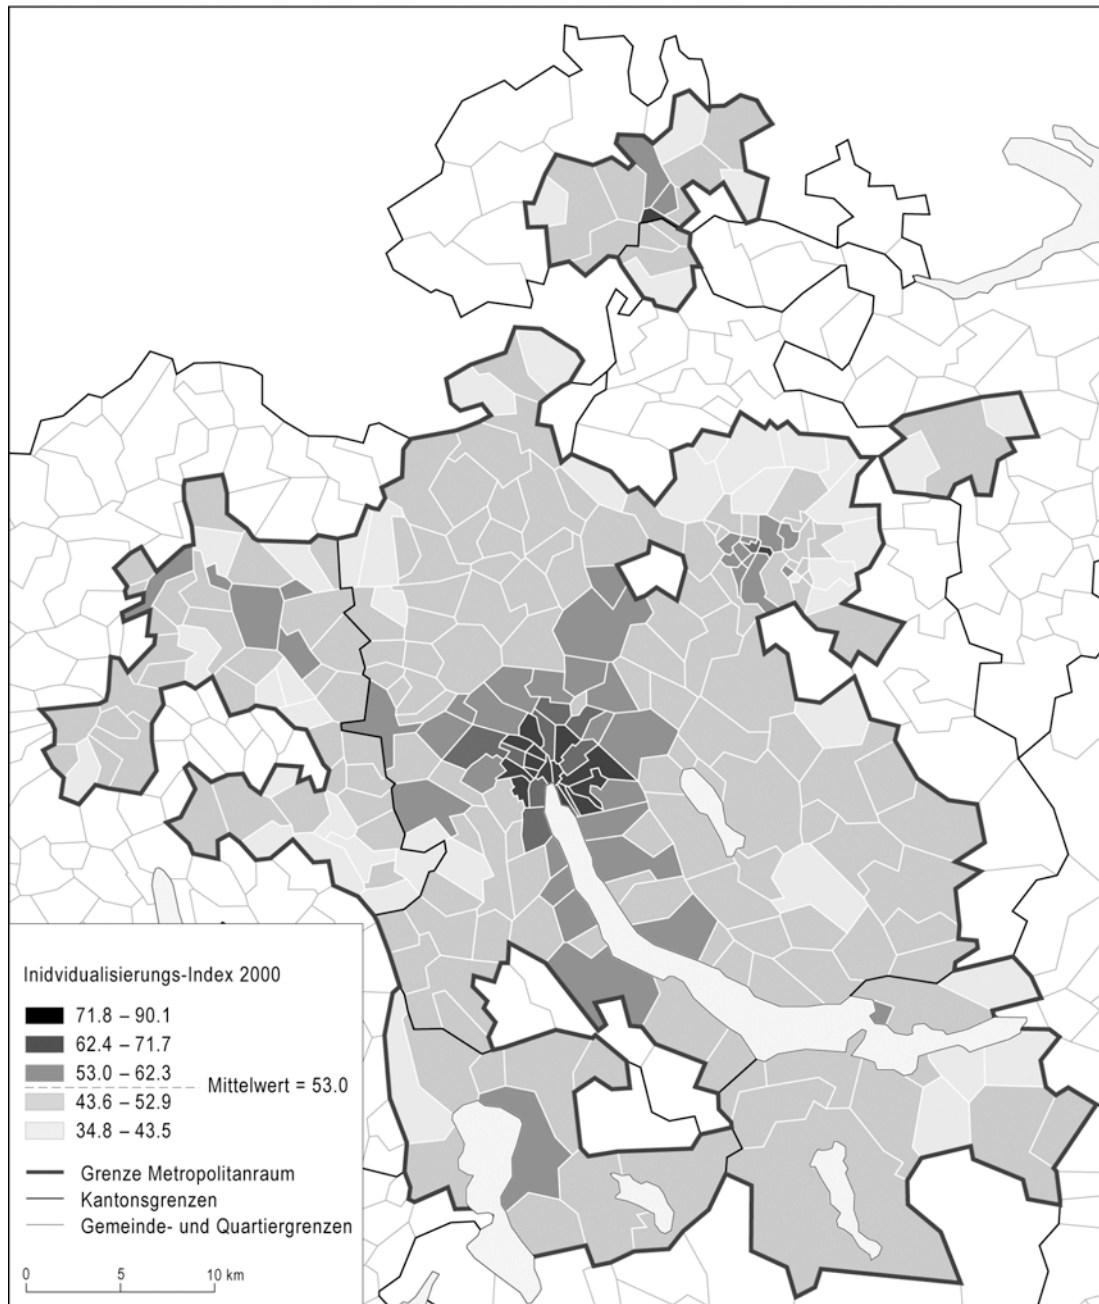 Inidvidualisierungs-Index 2000
71.8 – 90.1
62.4 – 71.7
53.0 – 62.3
Mittelwert = 53.0
43.6 – 52.9
34.8 – 43.5
Grenze Metropolitanraum
Kantonsgrenzen
Gemeinde- und Quartiergrenzen
0 5 10 km